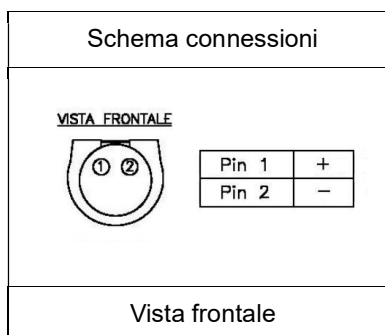 Schema connessioni
VISTA FRONTALE
1 2
Pin 1 +
Pin 2 −
Vista frontale